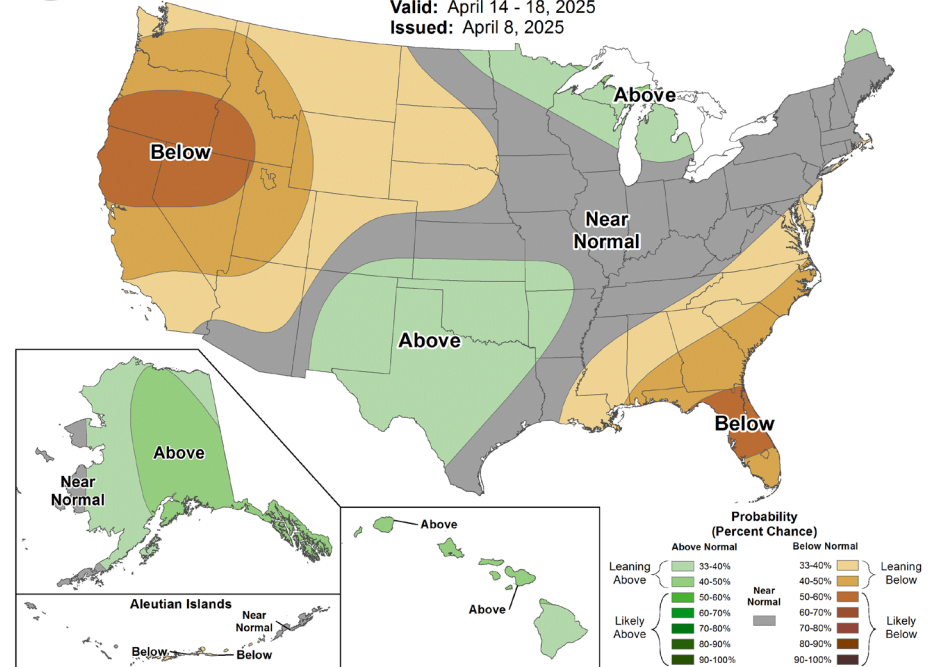 Valid: April 14 - 18, 2025
Issued: April 8, 2025
Above
Below
Near
Normal
Above
Below
Above
Near
Normal
Above
Above
Aleutian Islands
Near
Normal
Below
Below
Probability
(Percent Chance)
Above Normal
Below Normal
Leaning
Above
33-40%
40-50%
Likely
Above
50-60%
60-70%
70-80%
80-90%
90-100%
Near
Normal
33-40%
40-50%
Leaning
Below
50-60%
60-70%
70-80%
80-90%
90-100%
Likely
Below